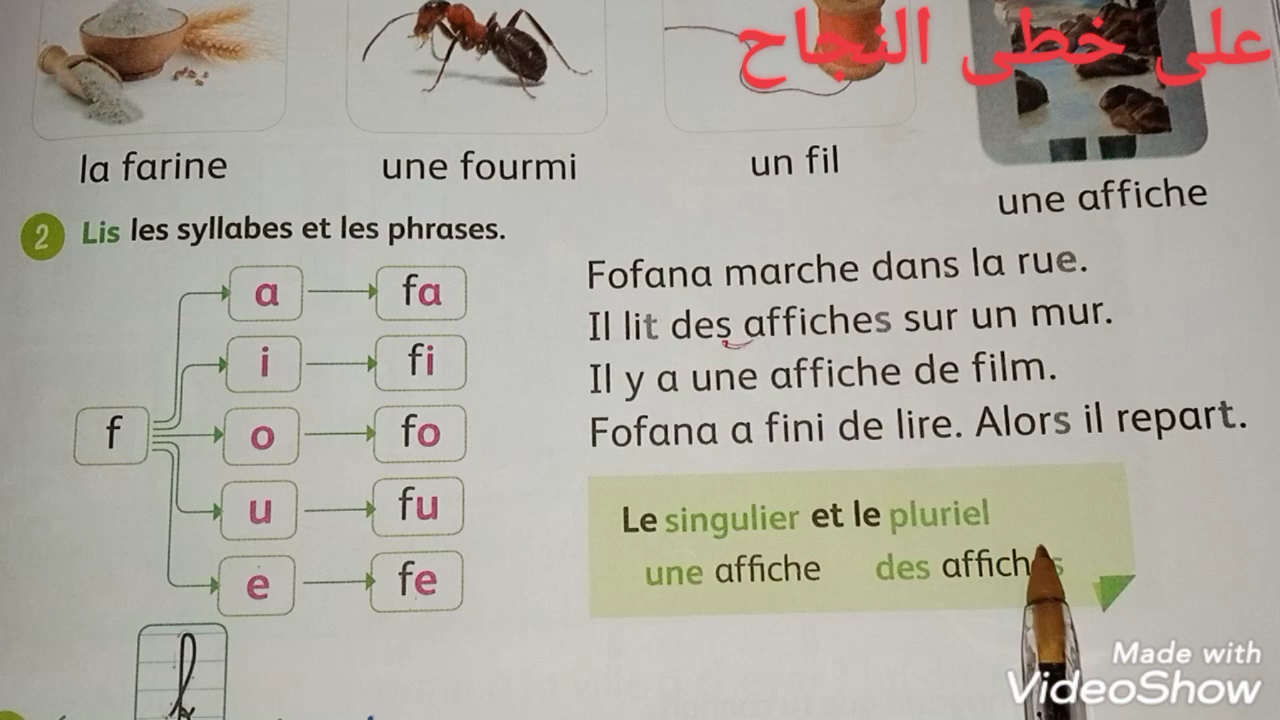 على خطى النجاح
la farine
une fourmi
un fil
une affiche
2 Lis les syllabes et les phrases.
f
a fa
i fi
o fo
u fu
e fe
Fofana marche dans la rue.
Il lit des affiches sur un mur.
Il y a une affiche de film.
Fofana a fini de lire. Alors il repart.
Le singulier et le pluriel
une affiche des affiches
f
Made with
VideoShow